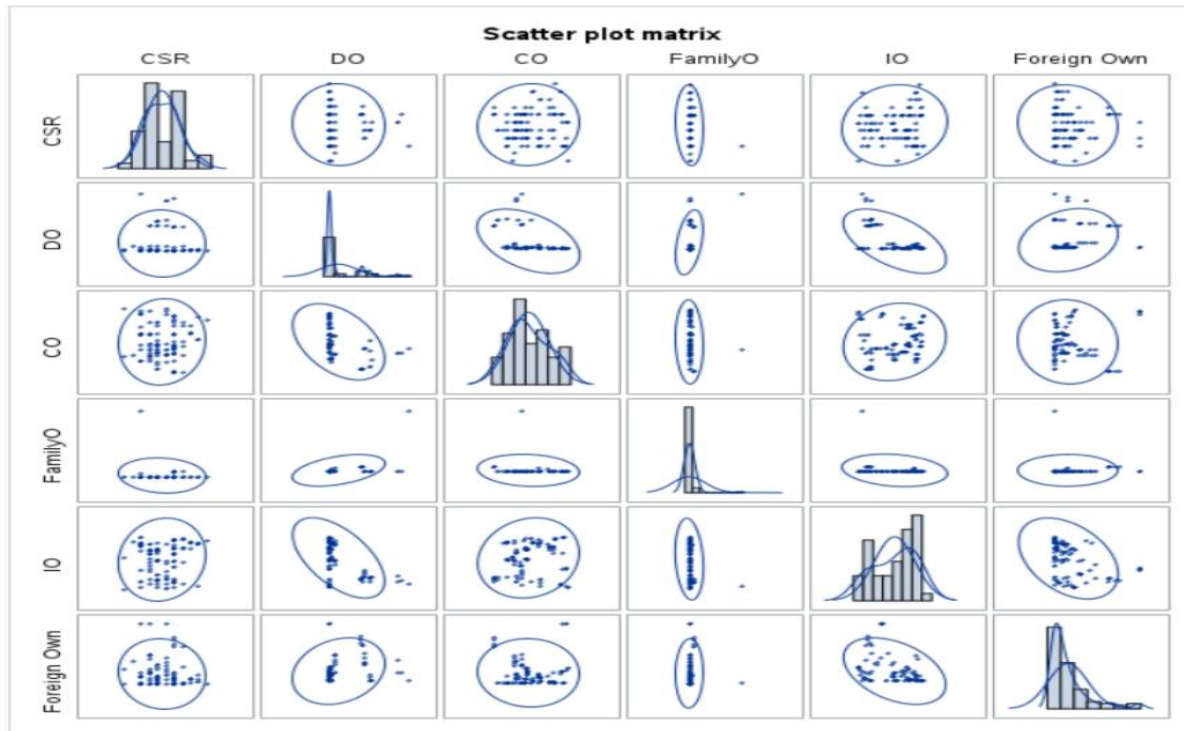 Scatter plot matrix
CSR DO CO FamilyO IO Foreign Own
CSR
DO
CO
FamilyO
IO
Foreign Own